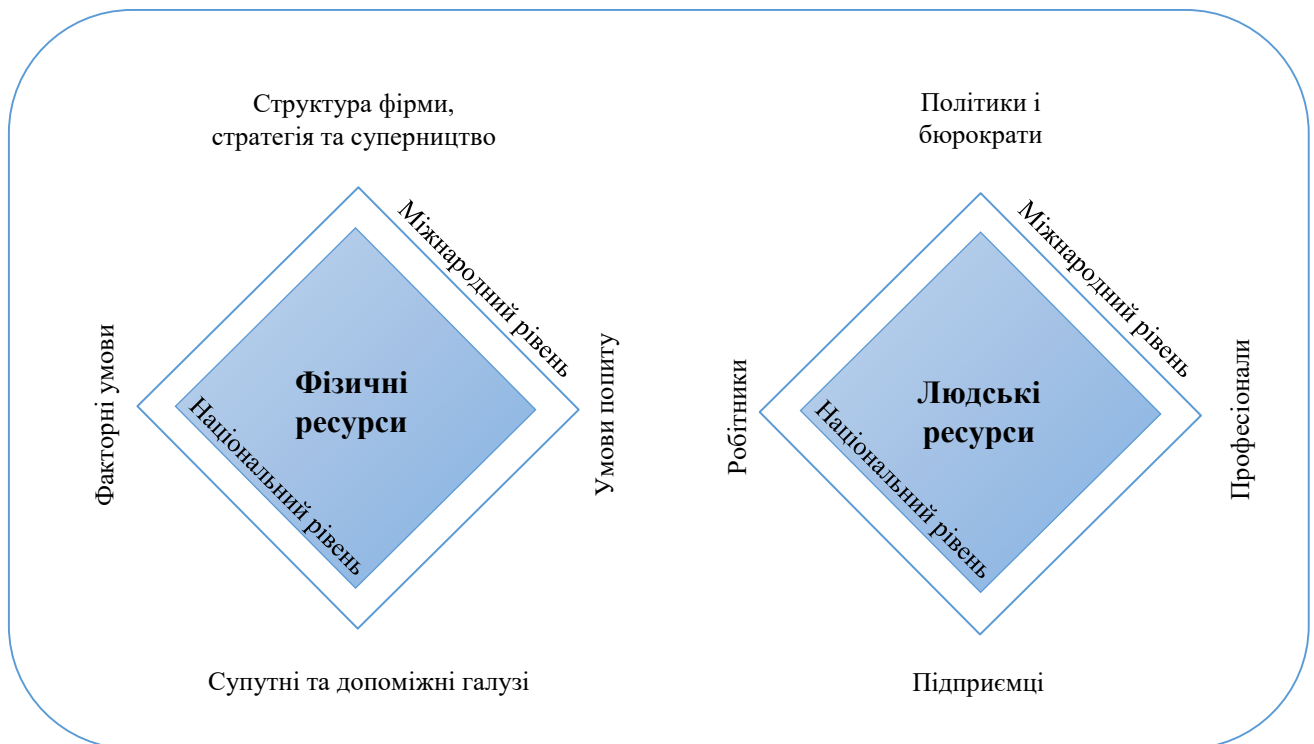 Структура фірми,
стратегія та суперництво
Міжнародний рівень
Факторні умови
Фізичні
ресурси
Національний рівень
Умови попиту
Супутні та допоміжні галузі
Політики і
бюрократи
Міжнародний рівень
Робітники
Людські
ресурси
Національний рівень
Професіонали
Підприємці